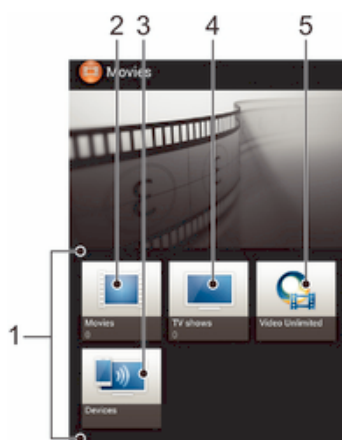 2 3 4 5
Movies
1
Movies
0
TV shows
0
Video Unlimited
Devices